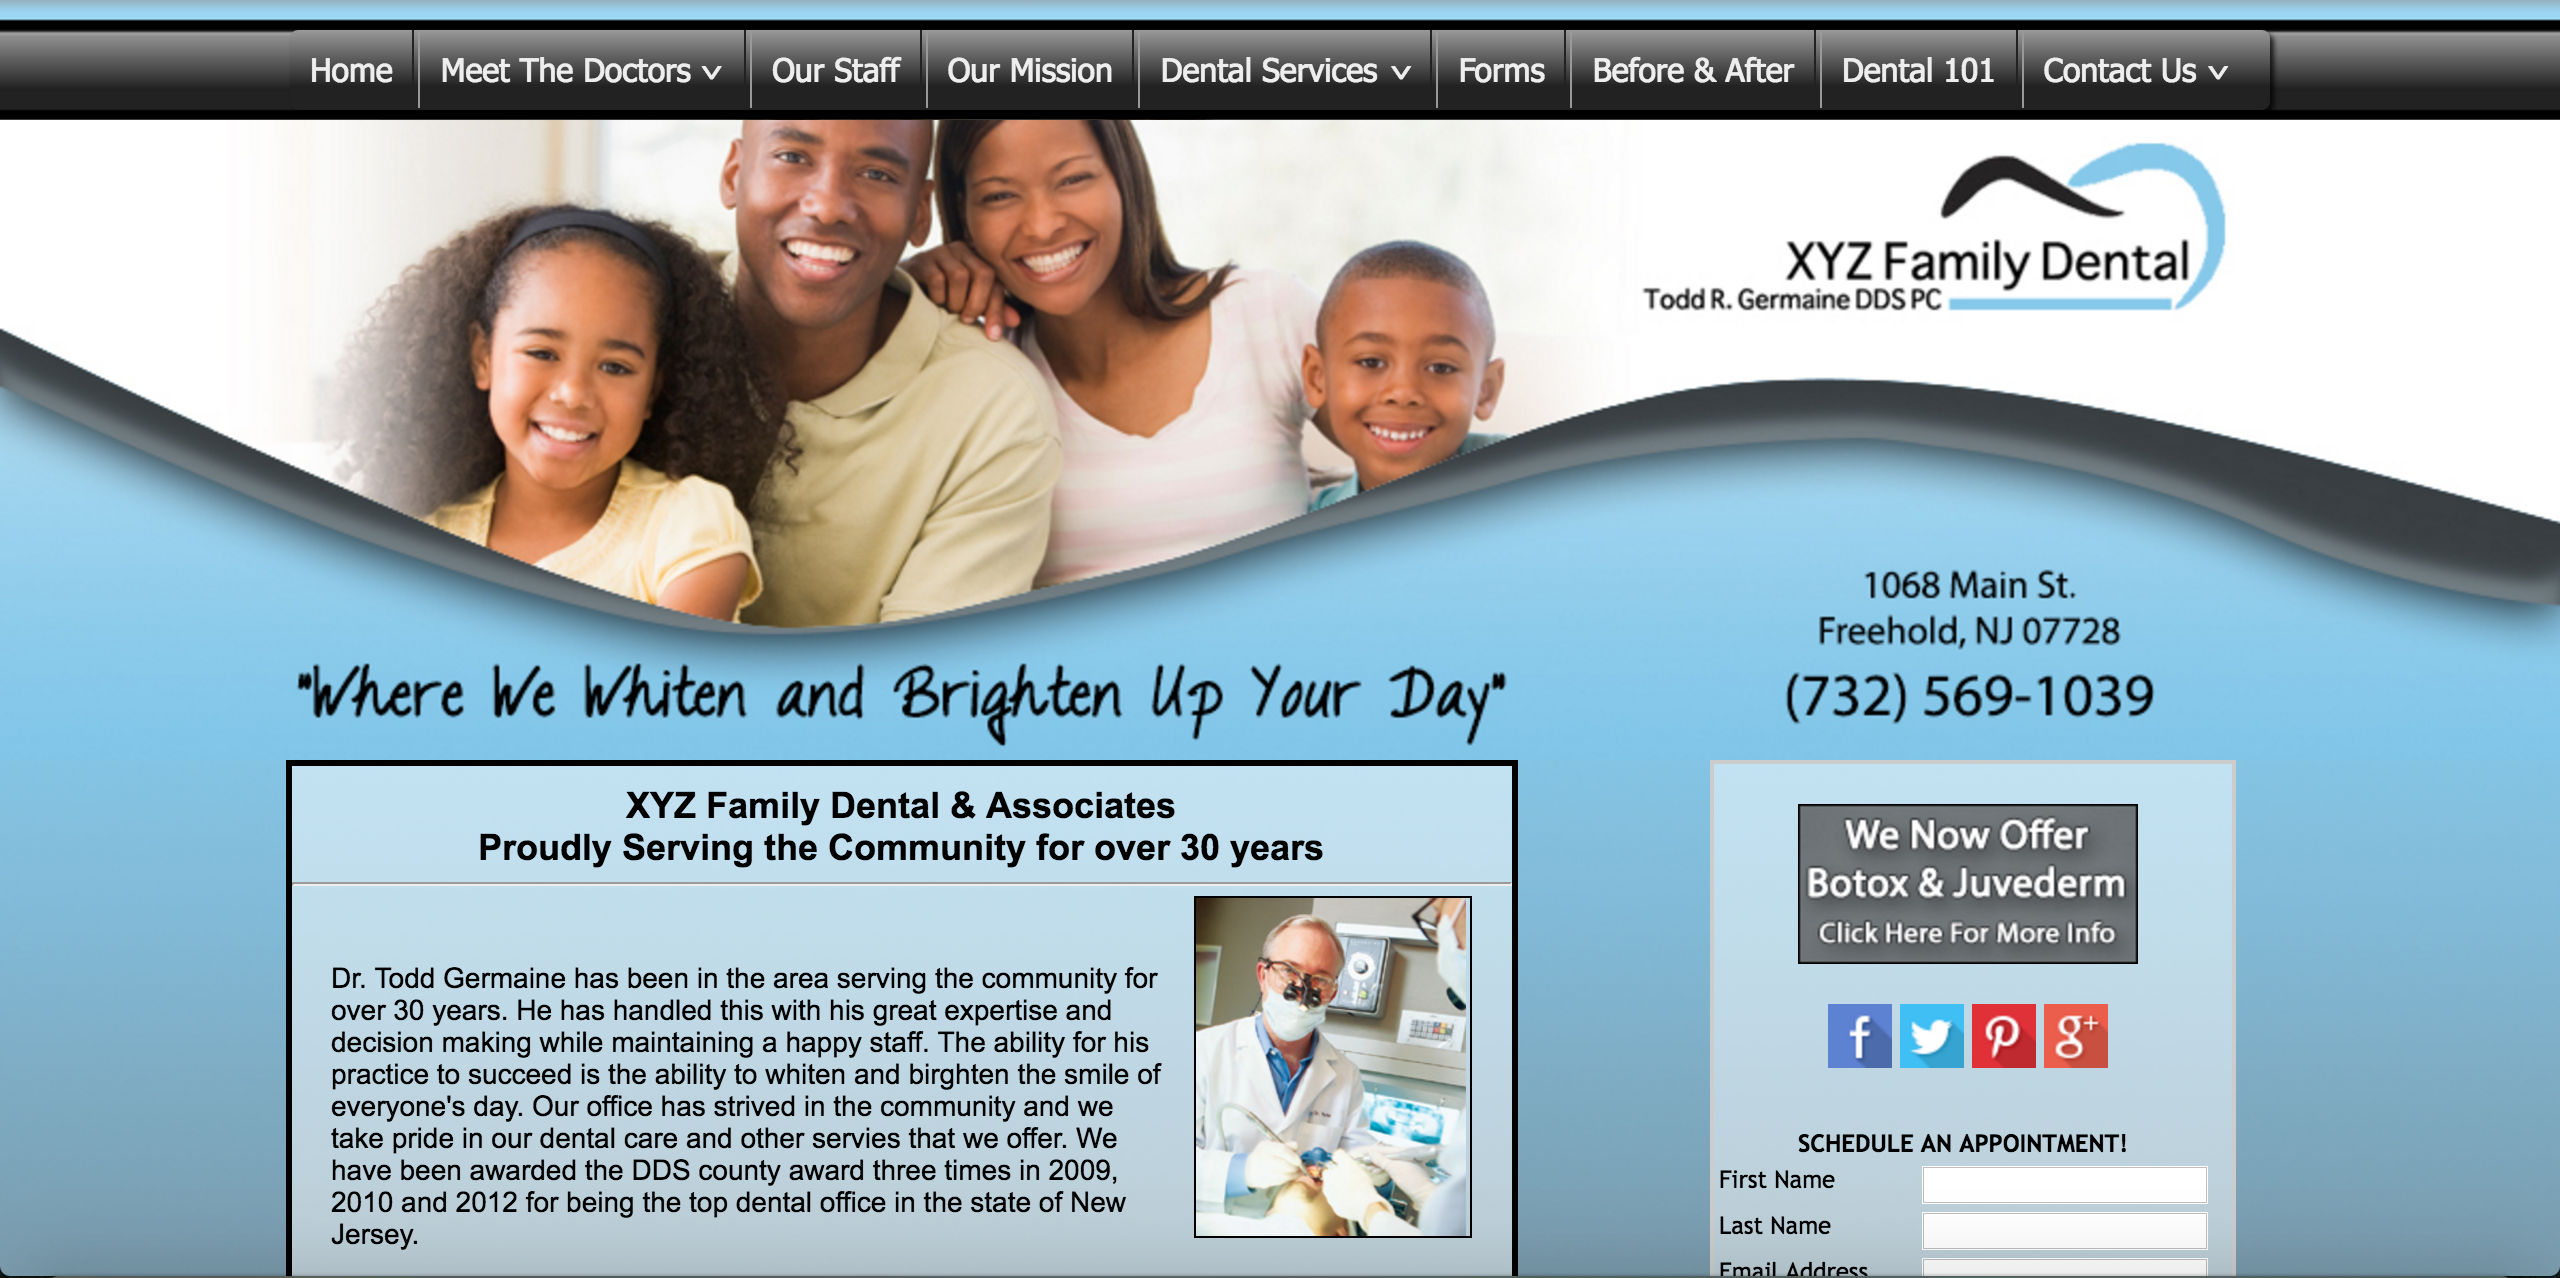 Home
Meet The Doctors
Our Staff
Our Mission
Dental Services
Forms
Before & After
Dental 101
Contact Us
XYZ Family Dental
Todd R. Germaine DDS PC
1068 Main St.
Freehold, NJ 07728
(732) 569-1039
"Where We Whiten and Brighten Up Your Day"
XYZ Family Dental & Associates
Proudly Serving the Community for over 30 years
Dr. Todd Germaine has been in the area serving the community for
over 30 years. He has handled this with his great expertise and
decision making while maintaining a happy staff. The ability for his
practice to succeed is the ability to whiten and birghten the smile of
everyone's day. Our office has strived in the community and we
take pride in our dental care and other servies that we offer. We
have been awarded the DDS county award three times in 2009,
2010 and 2012 for being the top dental office in the state of New
Jersey.
We Now Offer
Botox & Juvederm
Click Here For More Info
f
g+
SCHEDULE AN APPOINTMENT!
First Name
Last Name
Email Address